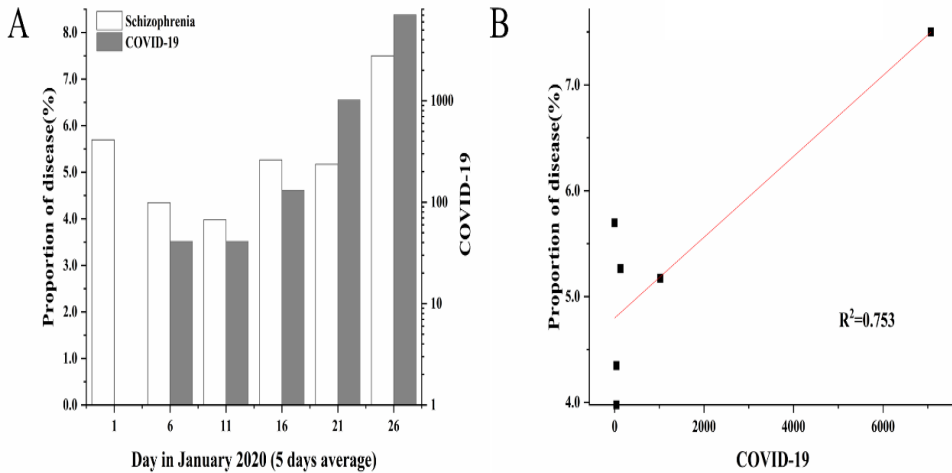 A
Schizophrenia
COVID-19
Proportion of disease(%)
8.0
7.0
6.0
5.0
4.0
3.0
2.0
1.0
0.0
1000
100
10
1
COVID-19
1 6 11 16 21 26
Day in January 2020 (5 days average)
B
Proportion of disease(%)
7.0
6.0
5.0
4.0
R²=0.753
0 2000 4000 6000
COVID-19